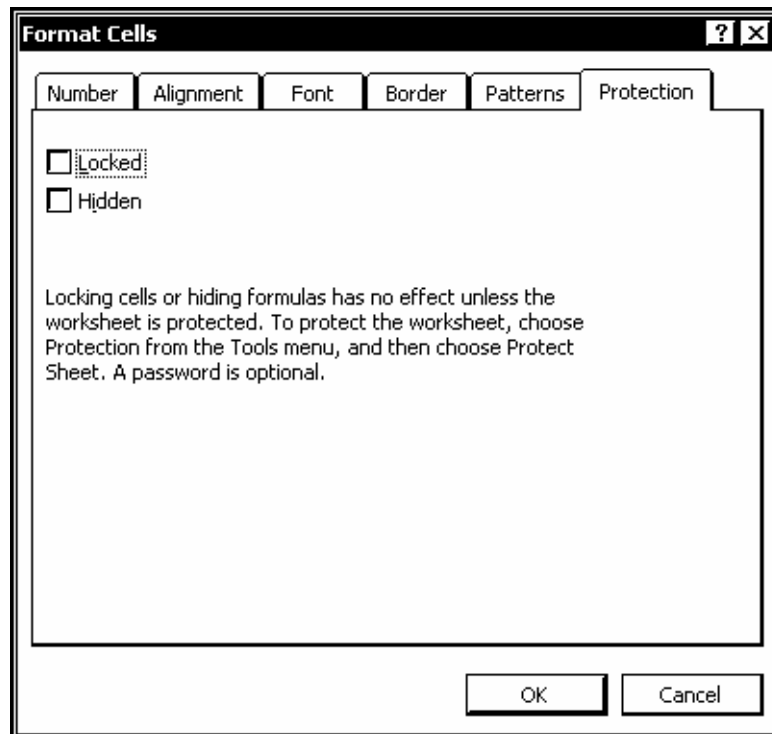 Format Cells ? X
Number Alignment Font Border Patterns Protection
Locked
Hidden
Locking cells or hiding formulas has no effect unless the
worksheet is protected. To protect the worksheet, choose
Protection from the Tools menu, and then choose Protect
Sheet. A password is optional.
OK Cancel